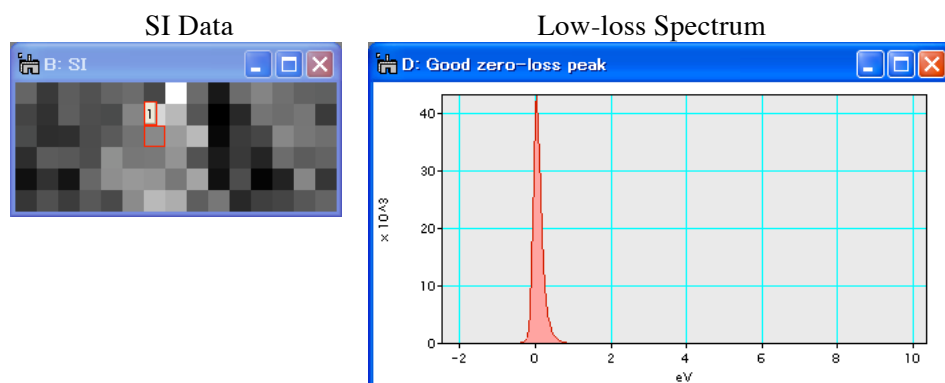 SI Data
Low-loss Spectrum
B: SI
D: Good zero-loss peak
1
40
30
20
10
0
x 10^3
-2 0 2 4 6 8 10
eV